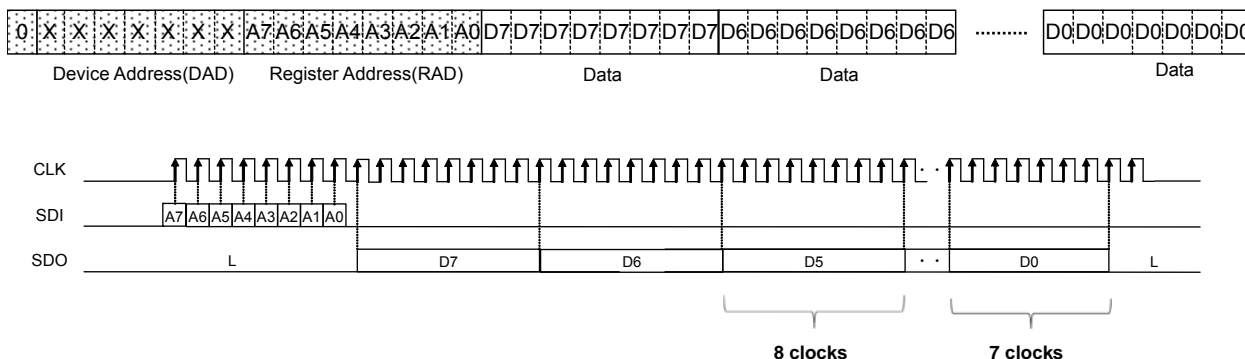 0 X X X X X X X A7 A6 A5 A4 A3 A2 A1 A0 D7 D7 D7 D7 D7 D7 D7 D7 D6 D6 D6 D6 D6 D6 D6 D6 ·········· D0 D0 D0 D0 D0 D0 D0
Device Address(DAD) Register Address(RAD) Data Data Data
CLK · ·
SDI A7 A6 A5 A4 A3 A2 A1 A0
SDO L D7 D6 D5 · · D0 L
8 clocks 7 clocks